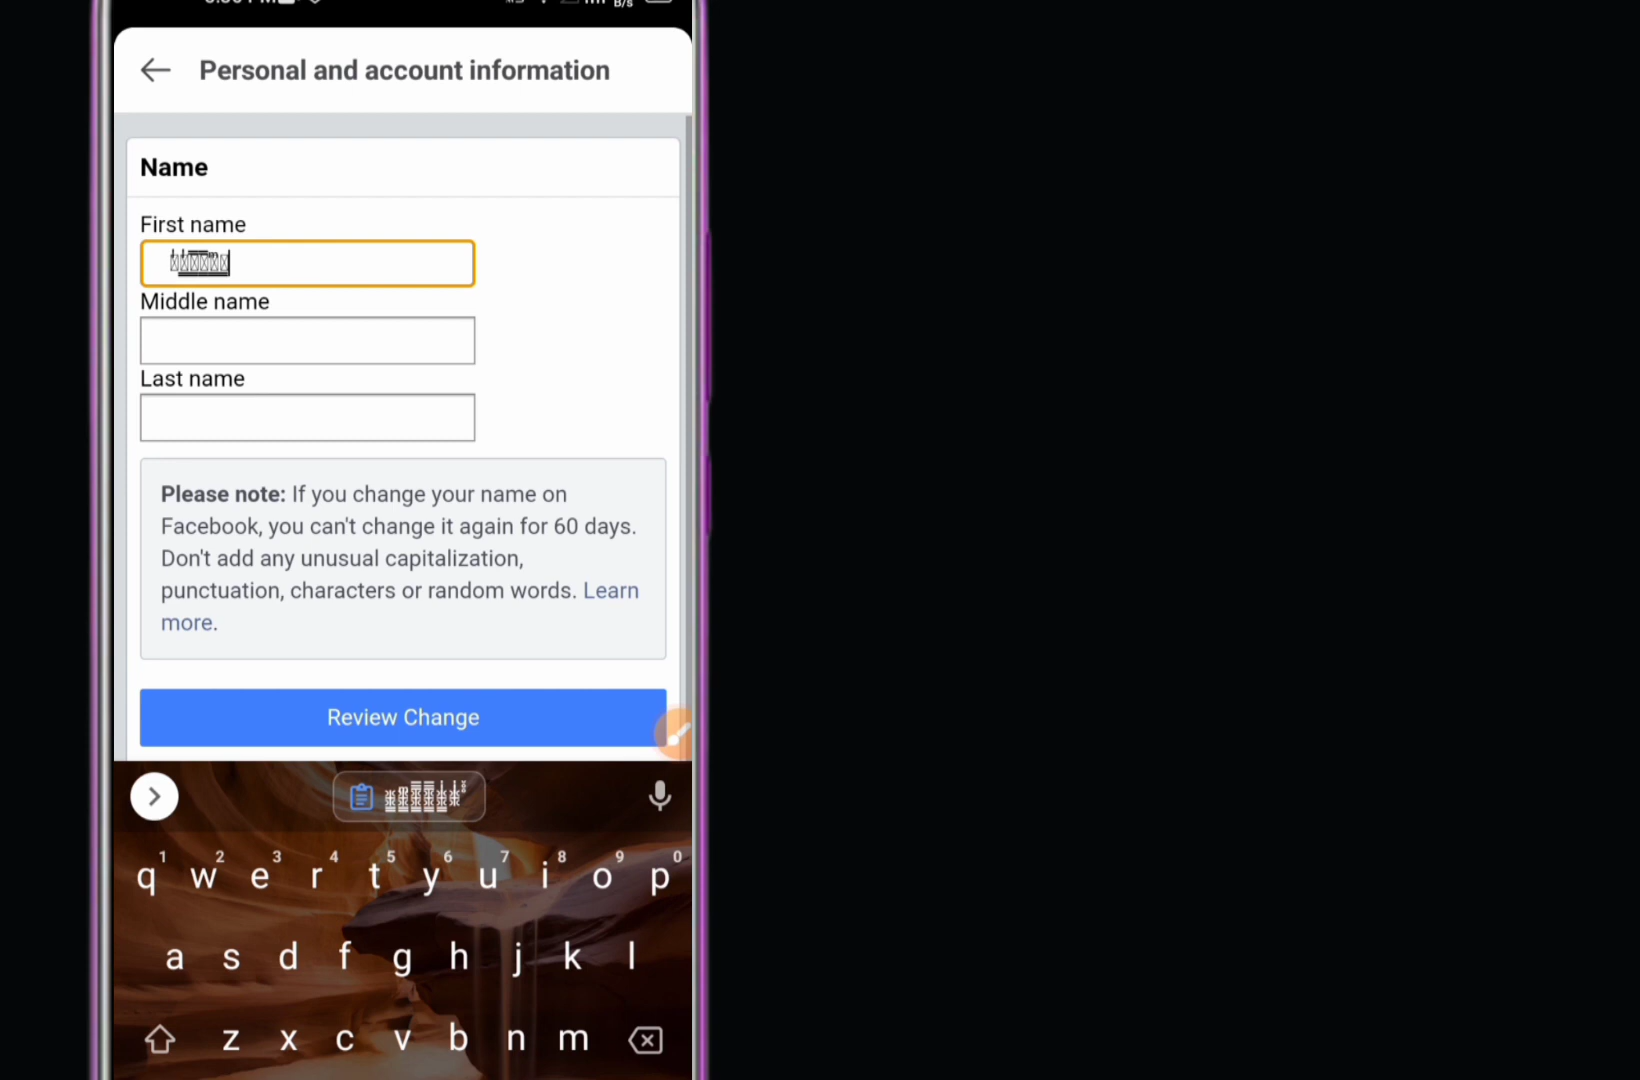 Personal and account information
Name
First name
Middle name
Last name
Please note: If you change your name on
Facebook, you can't change it again for 60 days.
Don't add any unusual capitalization,
punctuation, characters or random words. Learn
more.
Review Change
1 2 3 4 5 6 7 8 9 0
q w e r t y u i o p
a s d f g h j k l
z x c v b n m